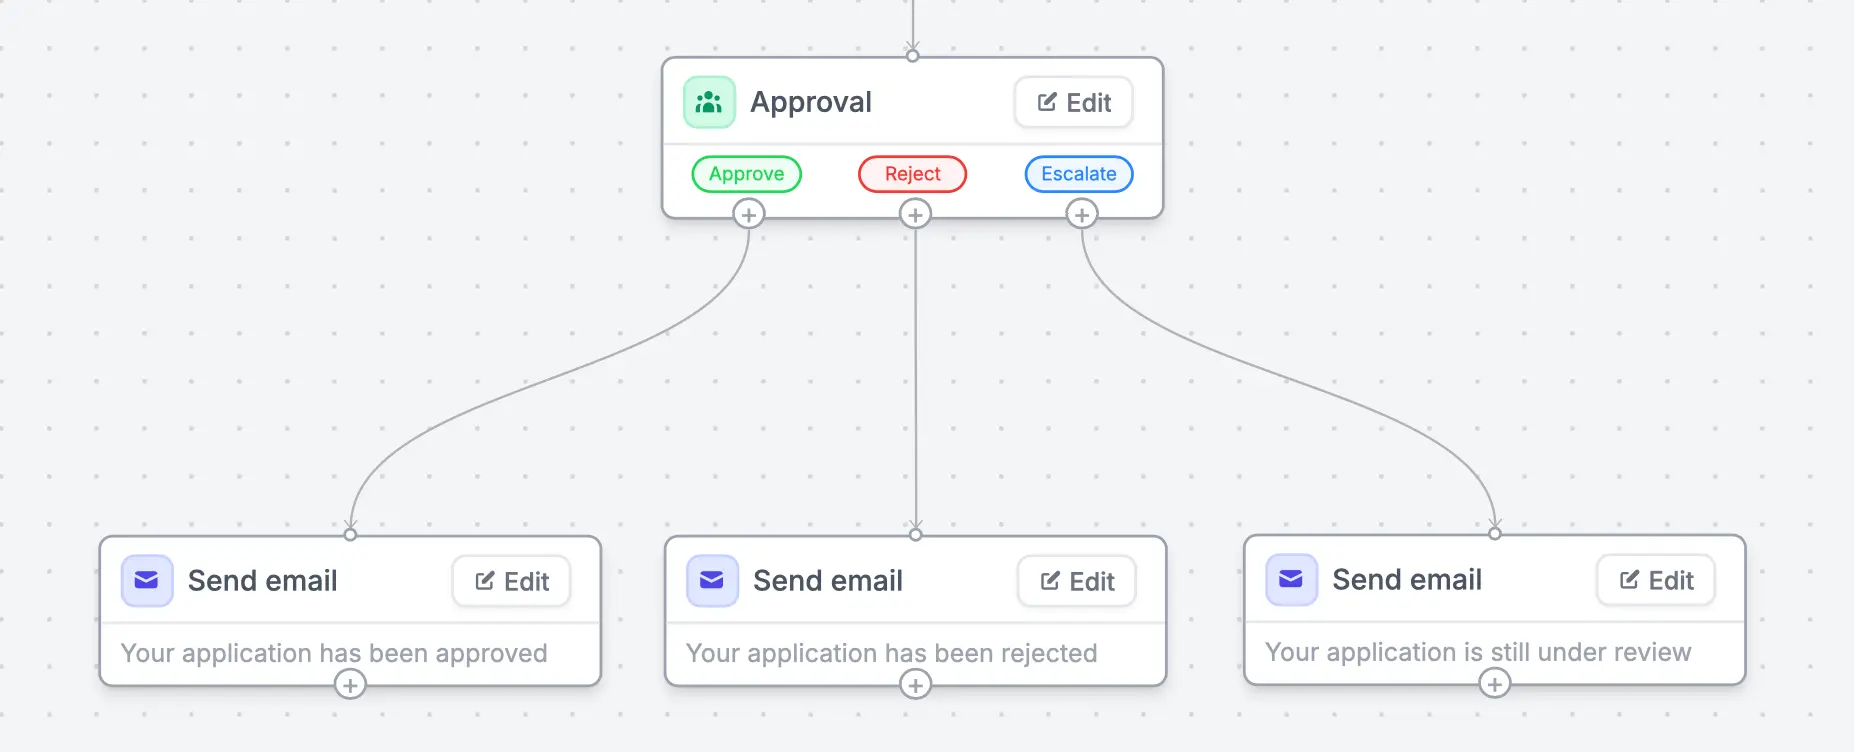 Approval
Edit
Approve
Reject
Escalate
Send email
Edit
Your application has been approved
Send email
Edit
Your application has been rejected
Send email
Edit
Your application is still under review